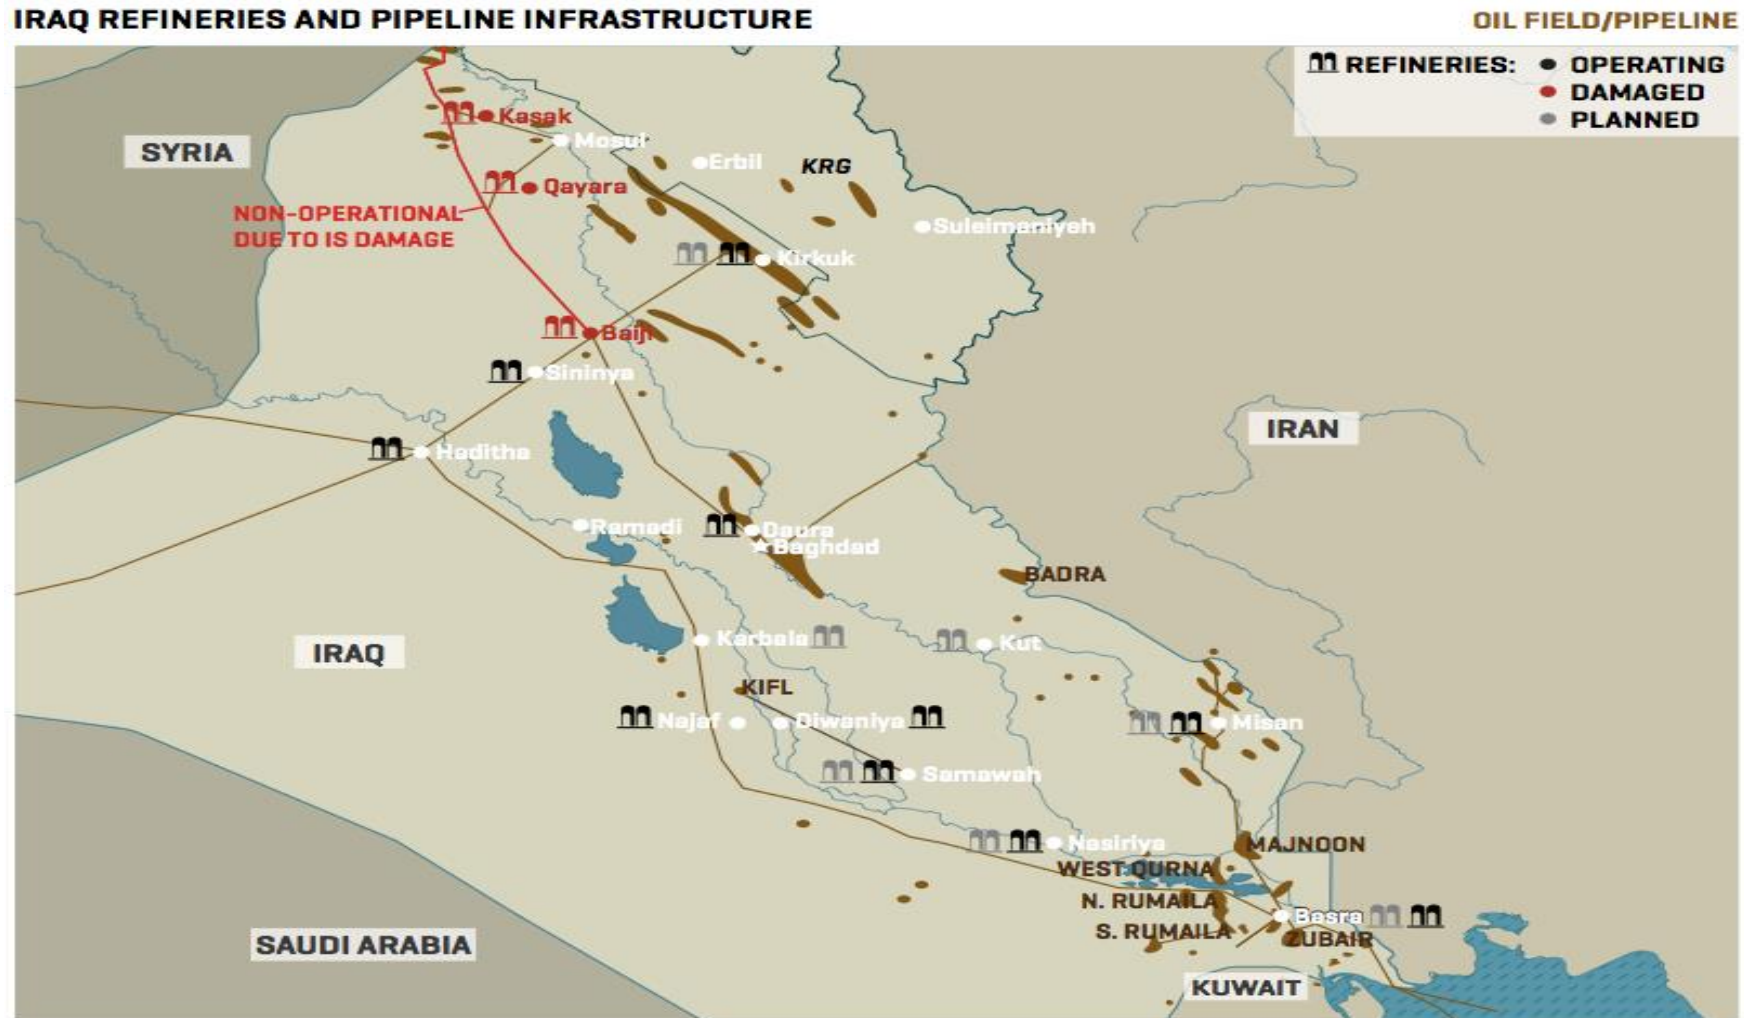 IRAQ REFINERIES AND PIPELINE INFRASTRUCTURE
OIL FIELD/PIPELINE
REFINERIES:
OPERATING
DAMAGED
PLANNED
SYRIA
Kasak
Mosul
Erbil
KRG
Qayara
NON-OPERATIONAL
DUE TO IS DAMAGE
Suleimaniyah
Kirkuk
Baiji
Sininya
IRAN
Haditha
Ramadi
Daura
Baghdad
BADRA
IRAQ
Karbala
Kut
KIFL
Najaf
Diwaniya
Misan
Samawah
Nasiriya
MAJNOON
WEST QURNA
N. RUMAILA
Basra
S. RUMAILA
ZUBAIR
SAUDI ARABIA
KUWAIT